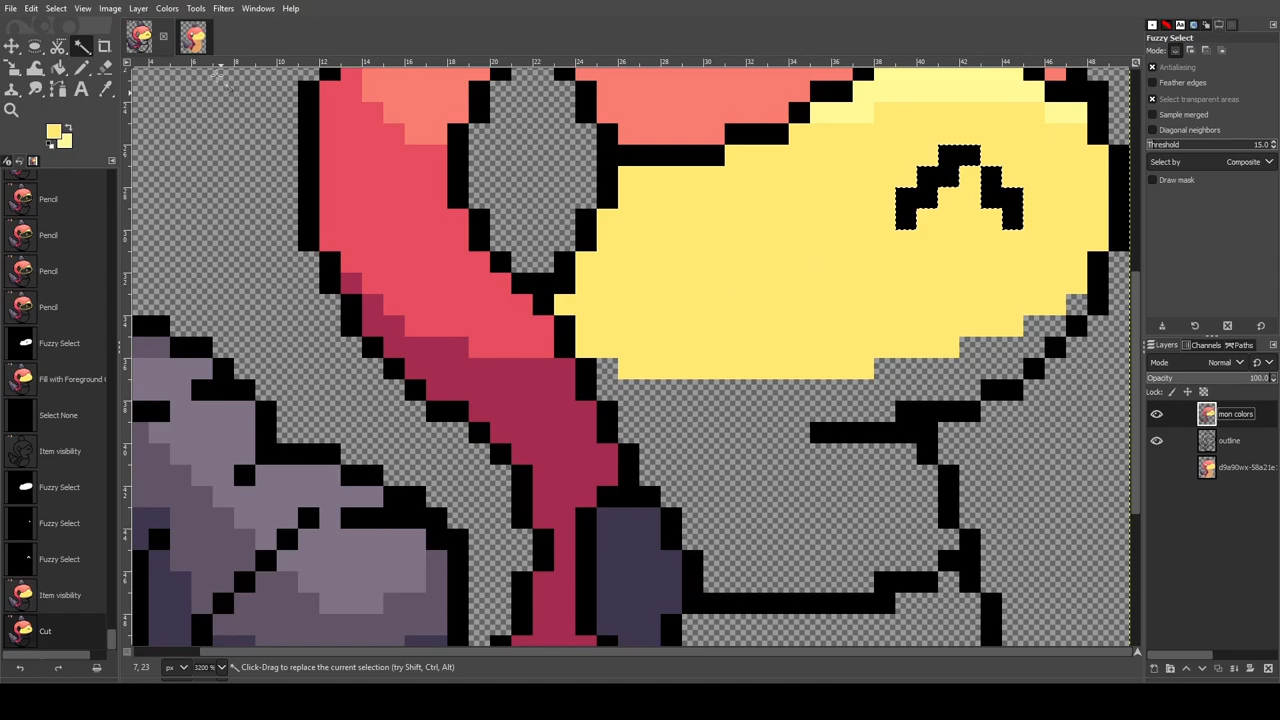 File Edit View Image Layer Colors Tools Filters Windows Help
Fuzzy Select
Mode:
Antialiasing
Feather edges
Select transparent areas
Sample merged
Diagonal neighbors
Threshold 15.0
Select by Composite
Draw mask
Pencil
Pencil
Pencil
Pencil
Fuzzy Select
Fill with Foreground C
Select None
Item visibility
Fuzzy Select
Fuzzy Select
Fuzzy Select
Item visibility
Cut
Layers Channels Paths
Mode Normal
Opacity 100.0
Lock:
mon colors
outline
d9a90wx-58a21e
7, 23 px 3200 % Click-Drag to replace the current selection (try Shift, Ctrl, Alt)